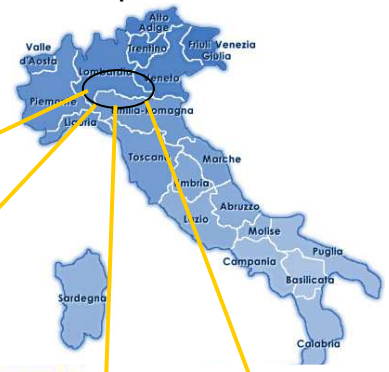 Alto
Adige
Valle
d'Aosta
Trentino
Friuli Venezia
Giulia
Lombardia
Veneto
Piemonte
Emilia-Romagna
Liguria
Toscana
Marche
Umbria
Lazio
Abruzzo
Molise
Campania
Puglia
Basilicata
Sardegna
Calabria